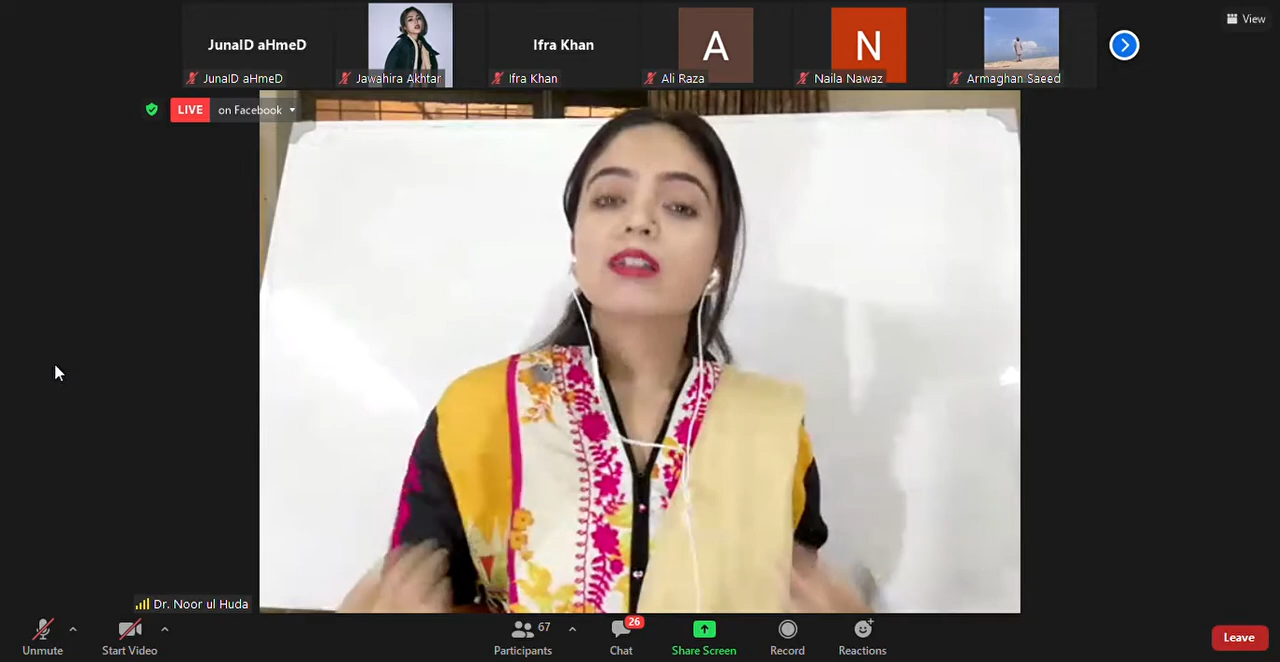 JunaID aHmeD
Ifra Khan
A
N
JunaID aHmeD
Jawahira Akhtar
Ifra Khan
Ali Raza
Naila Nawaz
Armaghan Saeed
View
LIVE on Facebook
Dr. Noor ul Huda
Unmute
Start Video
67
Participants
26
Chat
Share Screen
Record
Reactions
Leave